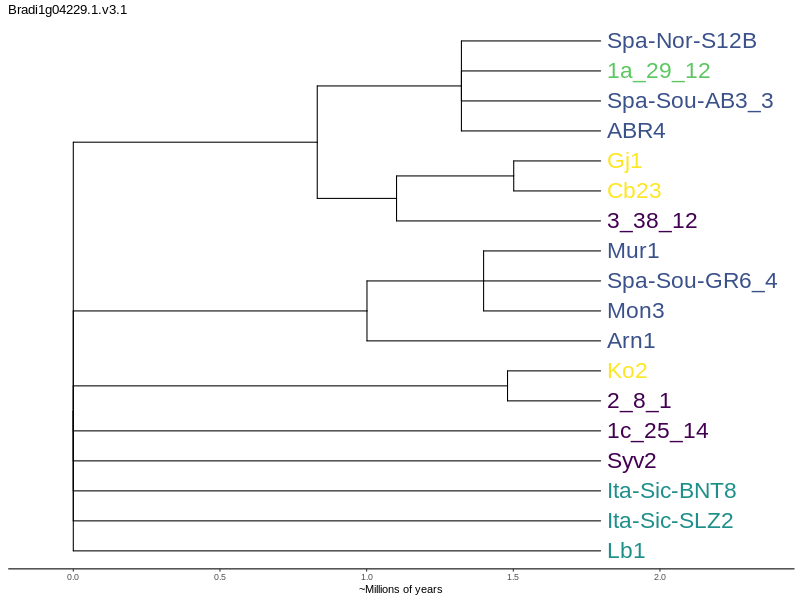 Bradi1g04229.1.v3.1
Spa-Nor-S12B
1a_29_12
Spa-Sou-AB3_3
ABR4
Gj1
Cb23
3_38_12
Mur1
Spa-Sou-GR6_4
Mon3
Arn1
Ko2
2_8_1
1c_25_14
Syv2
Ita-Sic-BNT8
Ita-Sic-SLZ2
Lb1
0.0 0.5 1.0 1.5 2.0
~Millions of years